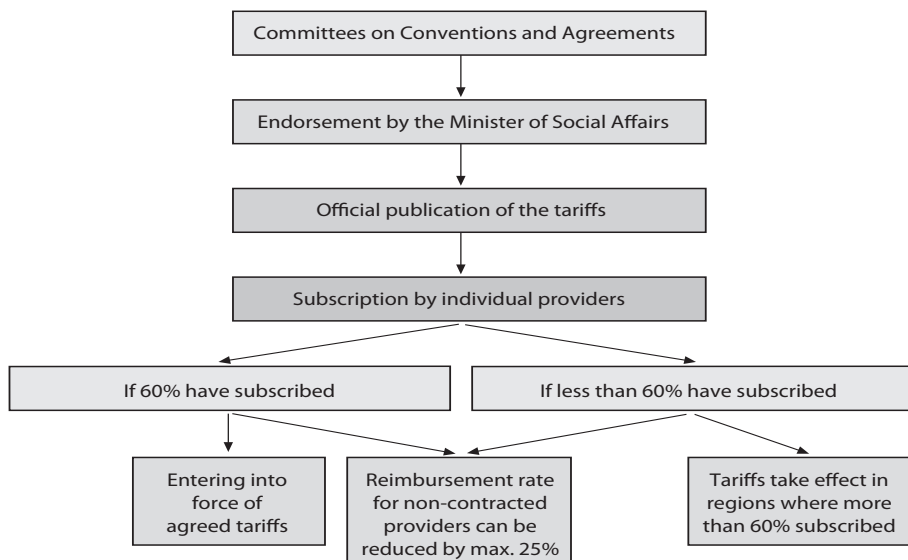 Committees on Conventions and Agreements
Endorsement by the Minister of Social Affairs
Official publication of the tariffs
Subscription by individual providers
If 60% have subscribed
If less than 60% have subscribed
Entering into
force of
agreed tariffs
Reimbursement rate
for non-contracted
providers can be
reduced by max. 25%
Tariffs take effect in
regions where more
than 60% subscribed